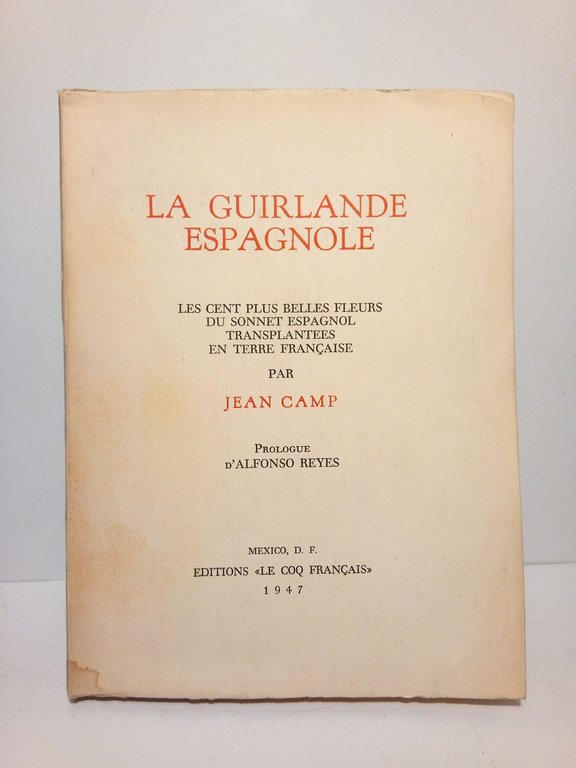 LA GUIRLANDE
ESPAGNOLE
LES CENT PLUS BELLES FLEURS
DU SONNET ESPAGNOL
TRANSPLANTEES
EN TERRE FRANÇAISE
PAR
JEAN CAMP
PROLOGUE
D'ALFONSO REYES
MEXICO, D. F.
EDITIONS «LE COQ FRANÇAIS»
1947